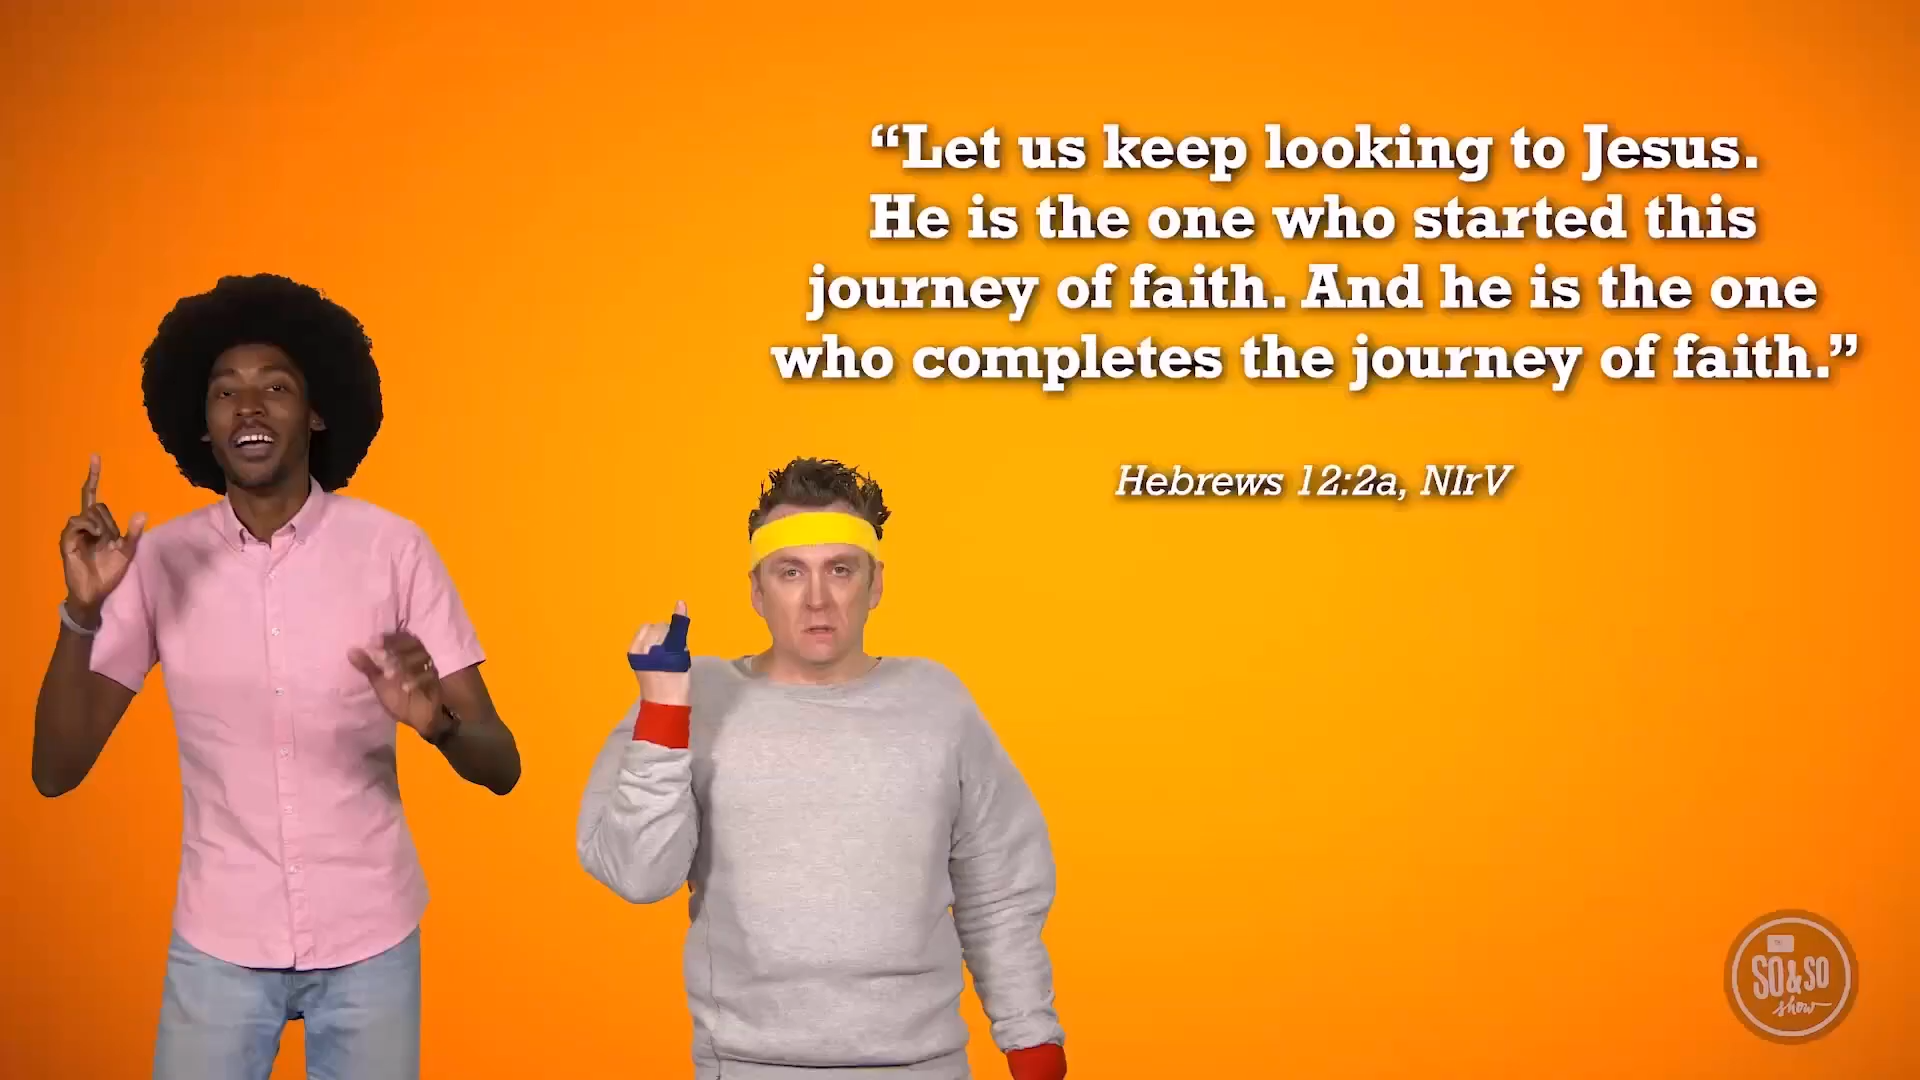 “Let us keep looking to Jesus.
He is the one who started this
journey of faith. And he is the one
who completes the journey of faith.”
Hebrews 12:2a, NIrV
SO&SO
show